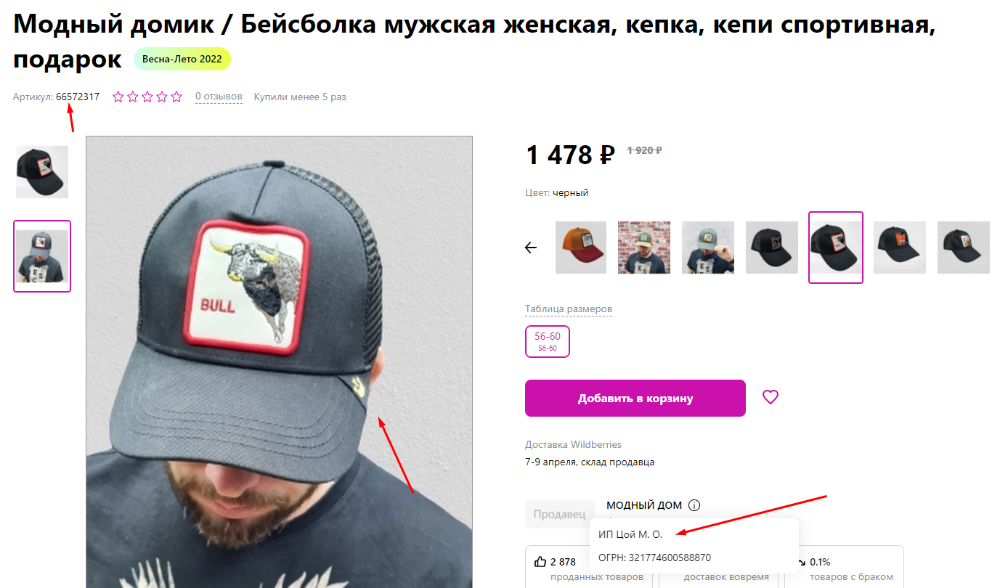 Модный домик / Бейсболка мужская женская, кепка, кепи спортивная,
подарок Весна-Лето 2022
Артикул: 66572317 0 отзывов Купили менее 5 раз
BULL
1 478 ₽ 1 920 ₽
Цвет: черный
Таблица размеров
56-60
56-60
Добавить в корзину
Доставка Wildberries
7-9 апреля, склад продавца
Продавец
МОДНЫЙ ДОМ
ИП Цой М. О.
ОГРН: 321774600588870
2 878
проданных товаров
доставок вовремя
0.1%
товаров с браком